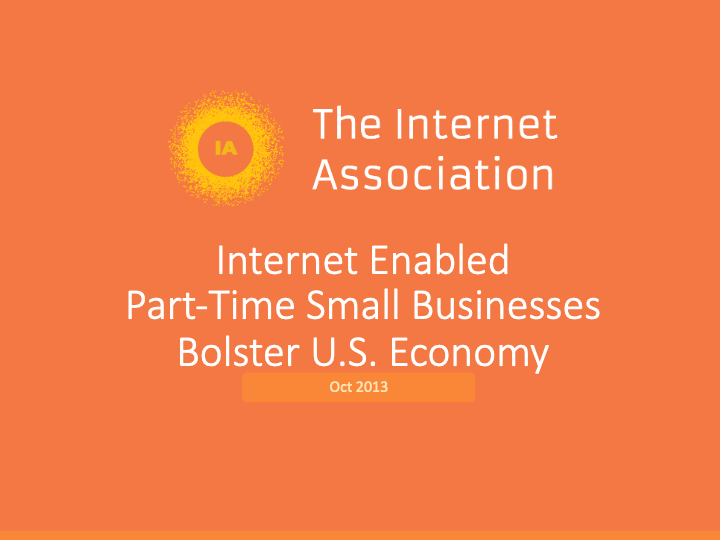 IA
The Internet
Association
Internet Enabled
Part-Time Small Businesses
Bolster U.S. Economy
Oct 2013